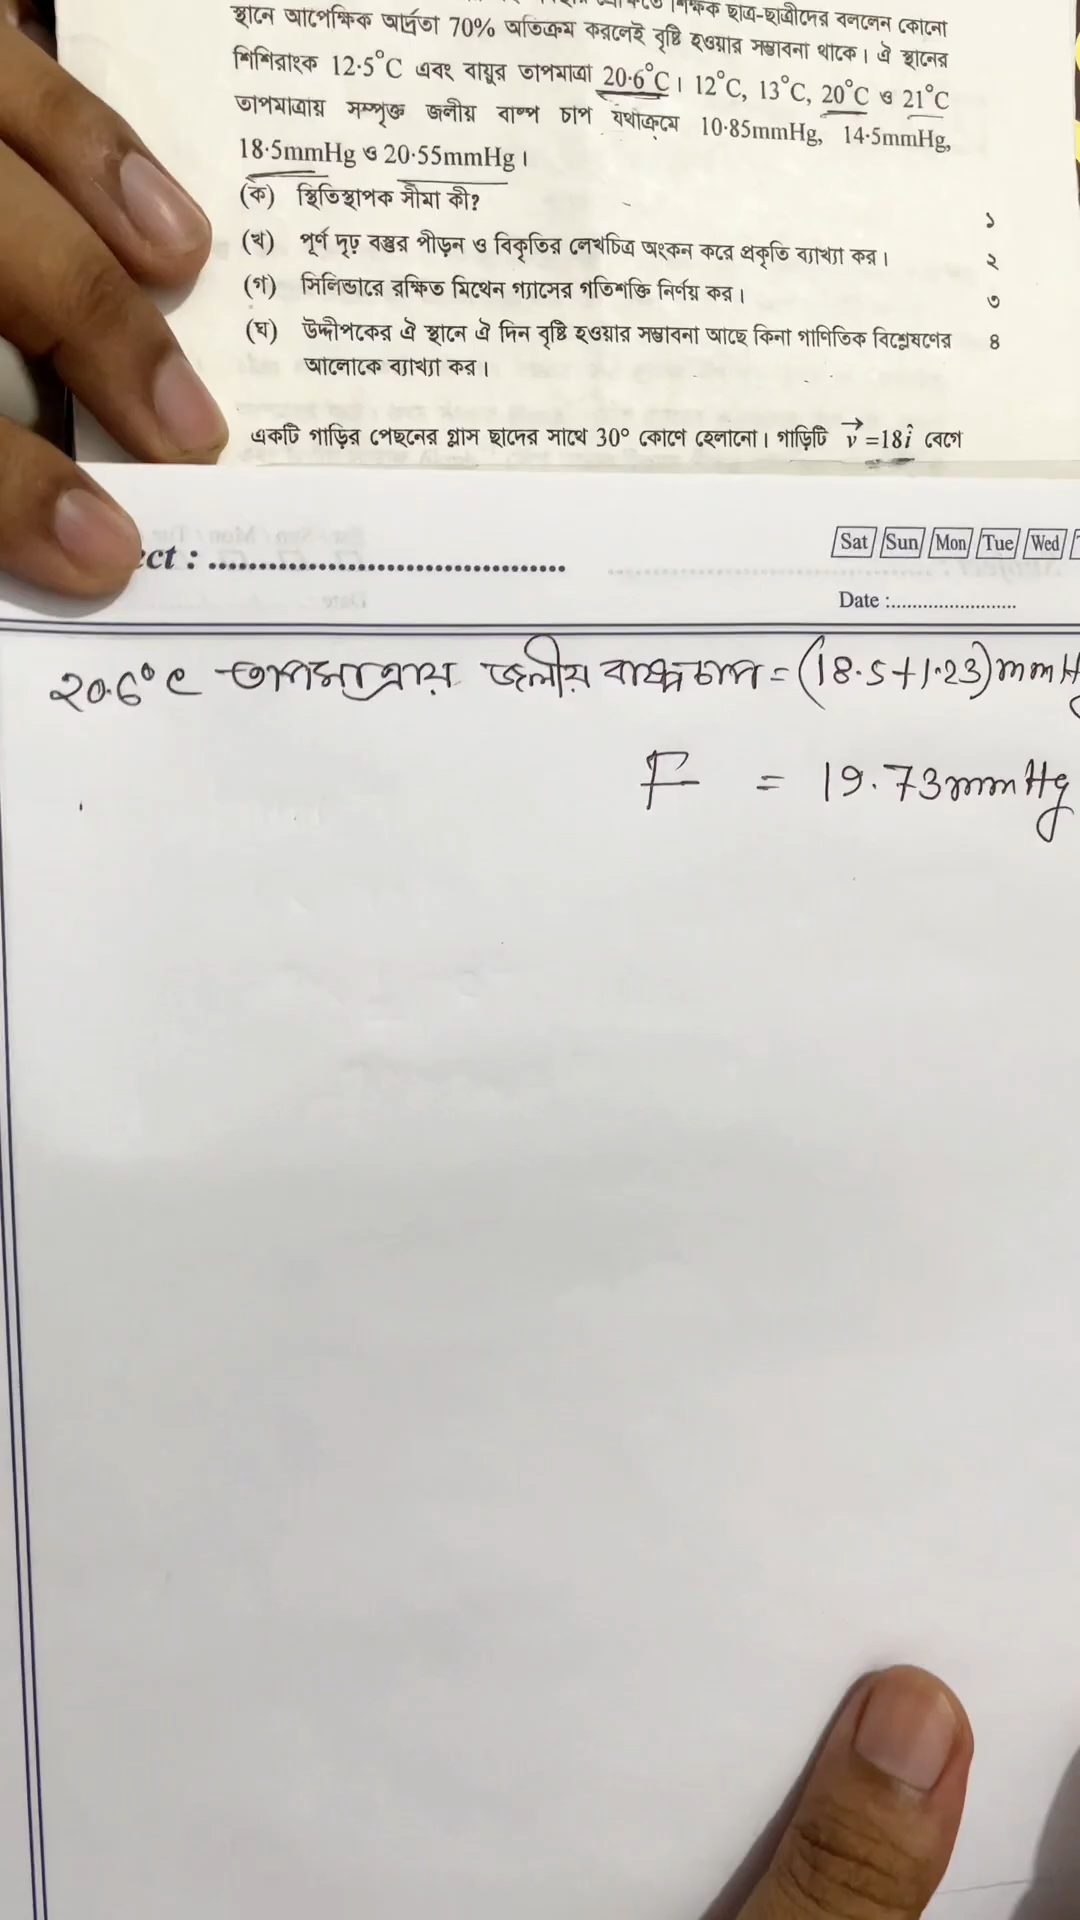 শিক্ষক ছাত্র-ছাত্রীদের বললেন কোনো
স্থানে আপেক্ষিক আর্দ্রতা 70% অতিক্রম করলেই বৃষ্টি হওয়ার সম্ভাবনা থাকে। ঐ স্থানের
শিশিরাংক 12·5°C এবং বায়ুর তাপমাত্রা 20·6°C। 12°C, 13°C, 20°C ও 21°C
তাপমাত্রায় সম্পৃক্ত জলীয় বাষ্প চাপ যথাক্রমে 10·85mmHg, 14·5mmHg,
18·5mmHg ও 20·55mmHg।
(ক) স্থিতিস্থাপক সীমা কী? ১
(খ) পূর্ণ দৃঢ় বস্তুর পীড়ন ও বিকৃতির লেখচিত্র অংকন করে প্রকৃতি ব্যাখ্যা কর। ২
(গ) সিলিন্ডারে রক্ষিত মিথেন গ্যাসের গতিশক্তি নির্ণয় কর। ৩
(ঘ) উদ্দীপকের ঐ স্থানে ঐ দিন বৃষ্টি হওয়ার সম্ভাবনা আছে কিনা গাণিতিক বিশ্লেষণের ৪
আলোকে ব্যাখ্যা কর।
একটি গাড়ির পেছনের গ্লাস ছাদের সাথে 30° কোণে হেলানো। গাড়িটি v⃗ =18î বেগে
ect : ......................................
Sat Sun Mon Tue Wed
Date :.........................
২০.6°C তাপমাত্রায় জলীয় বাষ্পচাপ = (18.5+1.23)mmHg
F = 19.73mmHg